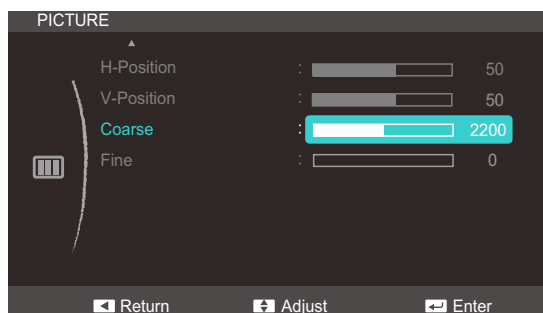 PICTURE
H-Position : 50
V-Position : 50
Coarse : 2200
Fine : 0
Return Adjust Enter